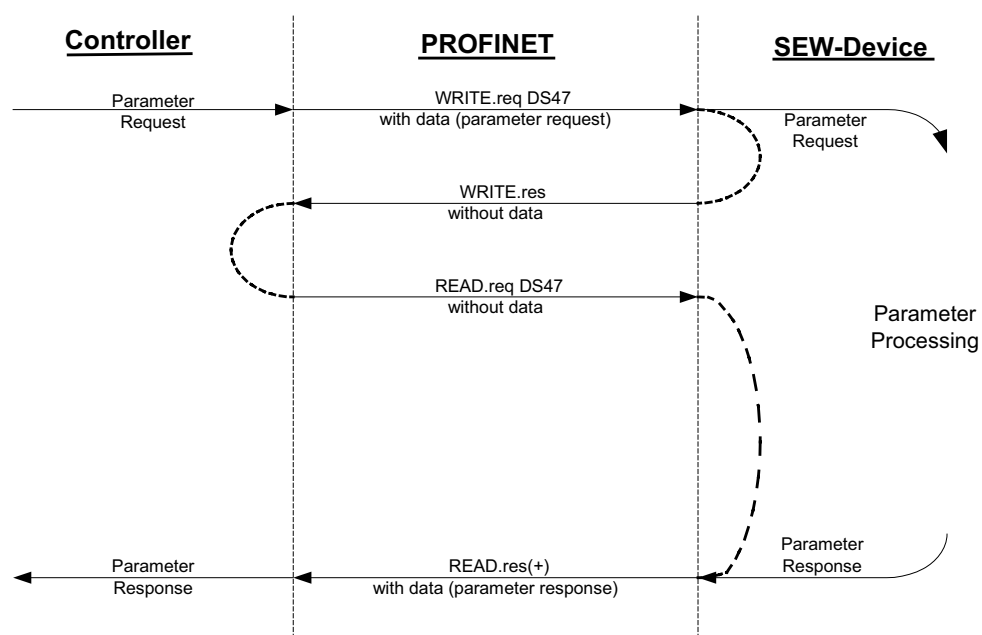 Controller
PROFINET
SEW-Device
Parameter
Request
WRITE.req DS47
with data (parameter request)
Parameter
Request
WRITE.res
without data
READ.req DS47
without data
Parameter
Processing
Parameter
Response
READ.res(+)
with data (parameter response)
Parameter
Response